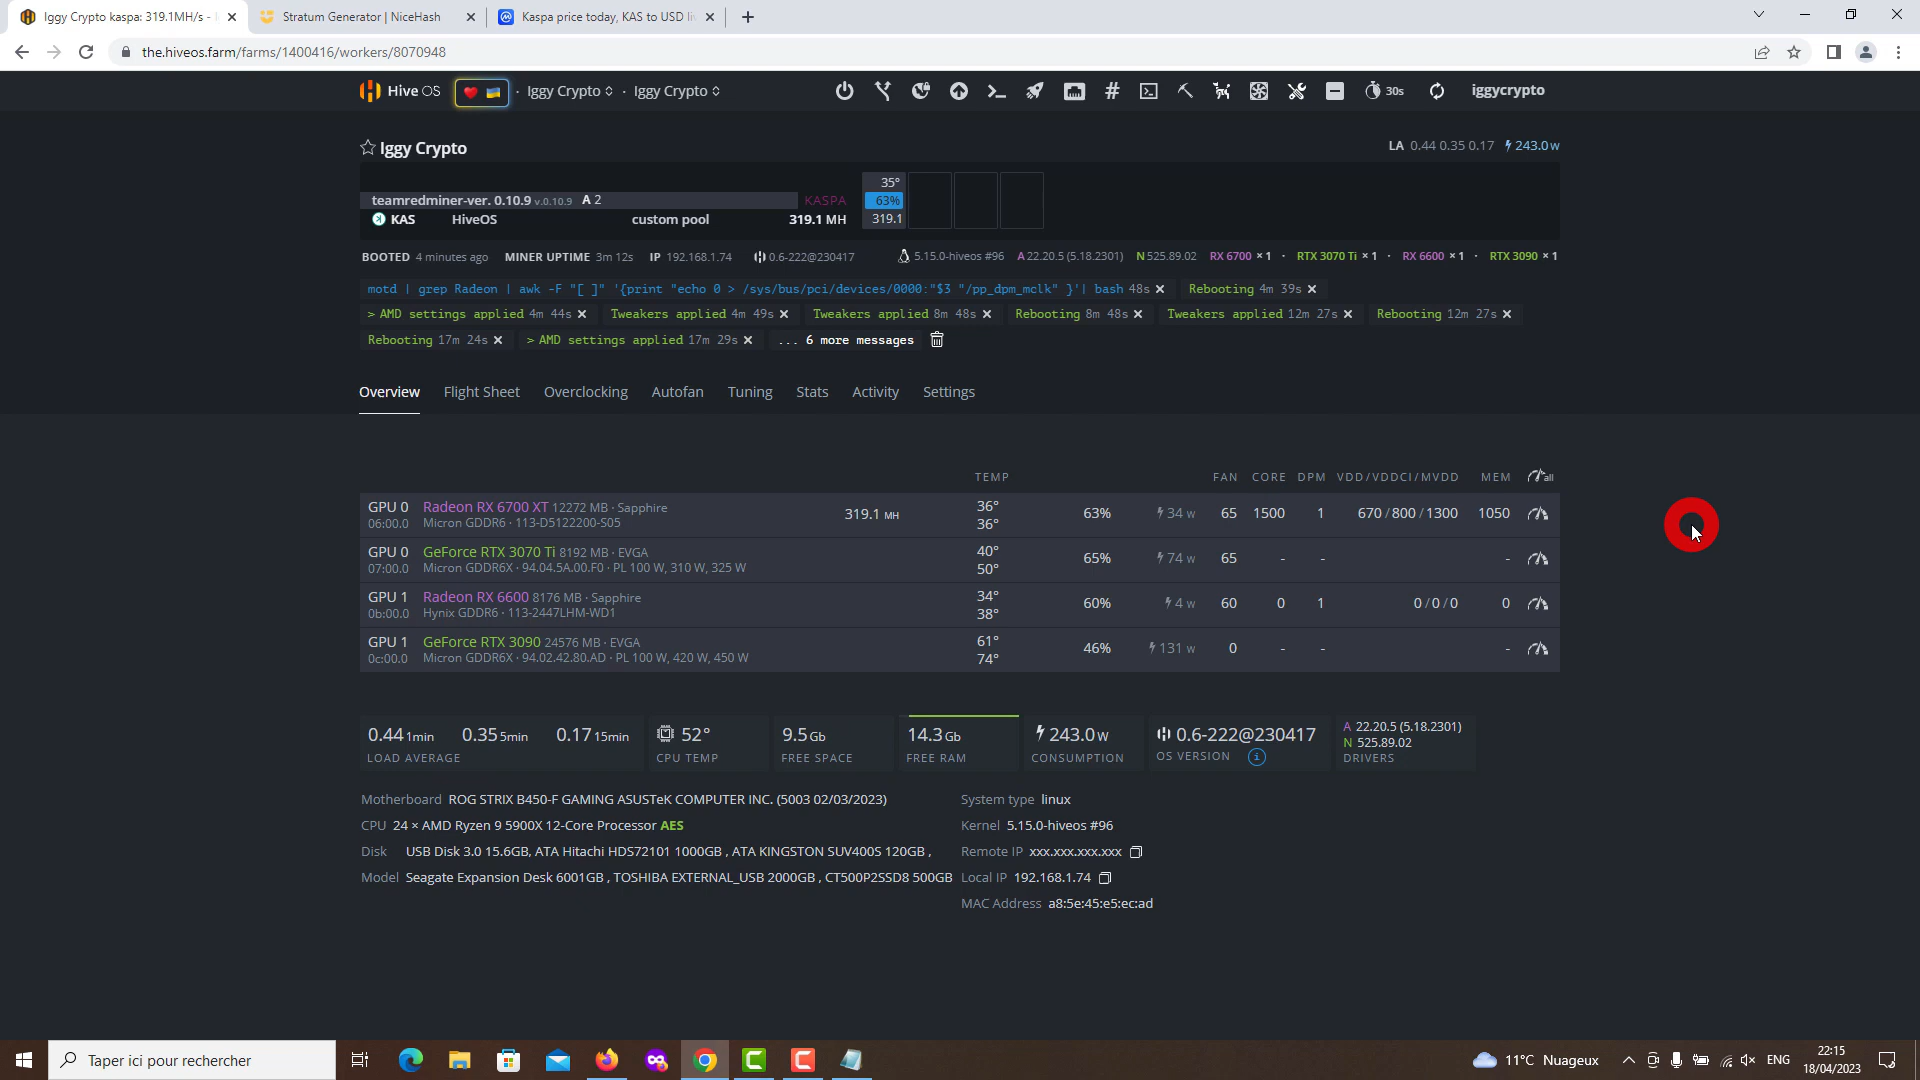 Iggy Crypto kaspa: 319.1MH/s -
Stratum Generator | NiceHash
Kaspa price today, KAS to USD li
the.hiveos.farm/farms/1400416/workers/8070948
Hive OS · Iggy Crypto · Iggy Crypto
30s iggycrypto
Iggy Crypto
LA 0.44 0.35 0.17 243.0 w
teamredminer-ver. 0.10.9 v.0.10.9 A 2 KASPA
KAS HiveOS custom pool 319.1 MH
35°
63%
319.1
BOOTED 4 minutes ago MINER UPTIME 3m 12s IP 192.168.1.74 0.6-222@230417 5.15.0-hiveos #96 A 22.20.5 (5.18.2301) N 525.89.02 RX 6700 × 1 · RTX 3070 Ti × 1 · RX 6600 × 1 · RTX 3090 × 1
motd | grep Radeon | awk -F "[ ]" '{print "echo 0 > /sys/bus/pci/devices/0000:"$3 "/pp_dpm_mclk" }'| bash 48s Rebooting 4m 39s
> AMD settings applied 4m 44s Tweakers applied 4m 49s Tweakers applied 8m 48s Rebooting 8m 48s Tweakers applied 12m 27s Rebooting 12m 27s
Rebooting 17m 24s > AMD settings applied 17m 29s ... 6 more messages
Overview Flight Sheet Overclocking Autofan Tuning Stats Activity Settings
TEMP FAN CORE DPM VDD/VDDCI/MVDD MEM all
GPU 0 Radeon RX 6700 XT 12272 MB · Sapphire 319.1 MH 36° 63% 34 w 65 1500 1 670 / 800 / 1300 1050
06:00.0 Micron GDDR6 · 113-D5122200-S05 36°
GPU 0 GeForce RTX 3070 Ti 8192 MB · EVGA 40° 65% 74 w 65 - - -
07:00.0 Micron GDDR6X · 94.04.5A.00.F0 · PL 100 W, 310 W, 325 W 50°
GPU 1 Radeon RX 6600 8176 MB · Sapphire 34° 60% 4 w 60 0 1 0 / 0 / 0 0
0b:00.0 Hynix GDDR6 · 113-2447LHM-WD1 38°
GPU 1 GeForce RTX 3090 24576 MB · EVGA 61° 46% 131 w 0 - - -
0c:00.0 Micron GDDR6X · 94.02.42.80.AD · PL 100 W, 420 W, 450 W 74°
0.44 1min 0.35 5min 0.17 15min
LOAD AVERAGE
52°
CPU TEMP
9.5 Gb
FREE SPACE
14.3 Gb
FREE RAM
243.0 w
CONSUMPTION
0.6-222@230417
OS VERSION
A 22.20.5 (5.18.2301)
N 525.89.02
DRIVERS
Motherboard ROG STRIX B450-F GAMING ASUSTeK COMPUTER INC. (5003 02/03/2023)
CPU 24 × AMD Ryzen 9 5900X 12-Core Processor AES
Disk USB Disk 3.0 15.6GB, ATA Hitachi HDS72101 1000GB , ATA KINGSTON SUV400S 120GB ,
Model Seagate Expansion Desk 6001GB , TOSHIBA EXTERNAL_USB 2000GB , CT500P2SSD8 500GB
System type linux
Kernel 5.15.0-hiveos #96
Remote IP xxx.xxx.xxx.xxx
Local IP 192.168.1.74
MAC Address a8:5e:45:e5:ec:ad
Taper ici pour rechercher
11°C Nuageux
ENG
22:15
18/04/2023